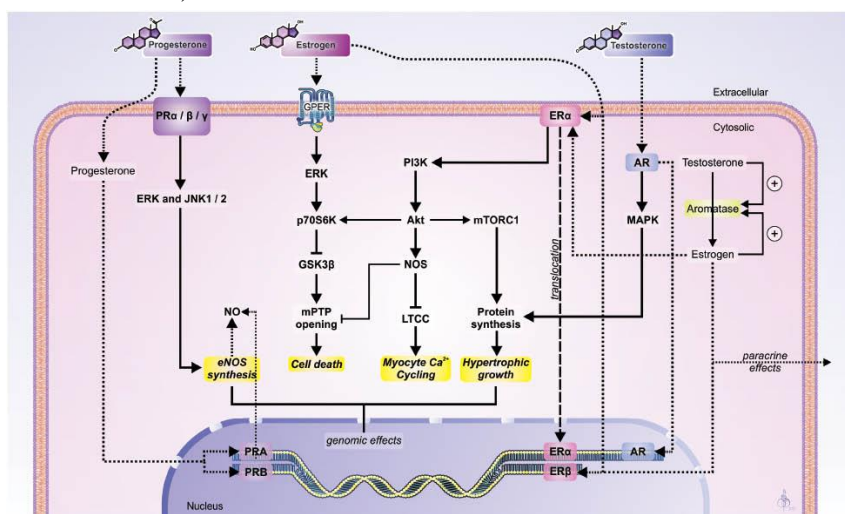 Progesterone
Estrogen
Testosterone
Extracellular
GPER
PRα / β / γ
ERα
Cytosolic
Progesterone
PI3K
AR
Testosterone
ERK
ERK and JNK1 / 2
+
Aromatase
p70S6K
Akt
mTORC1
MAPK
+
translocation
Estrogen
GSK3β
NOS
NO
mPTP
opening
LTCC
Protein
synthesis
eNOS
synthesis
Cell death
Myocyte Ca²⁺
Cycling
Hypertrophic
growth
paracrine
effects
genomic effects
PRA
ERα
AR
PRB
ERβ
Nucleus